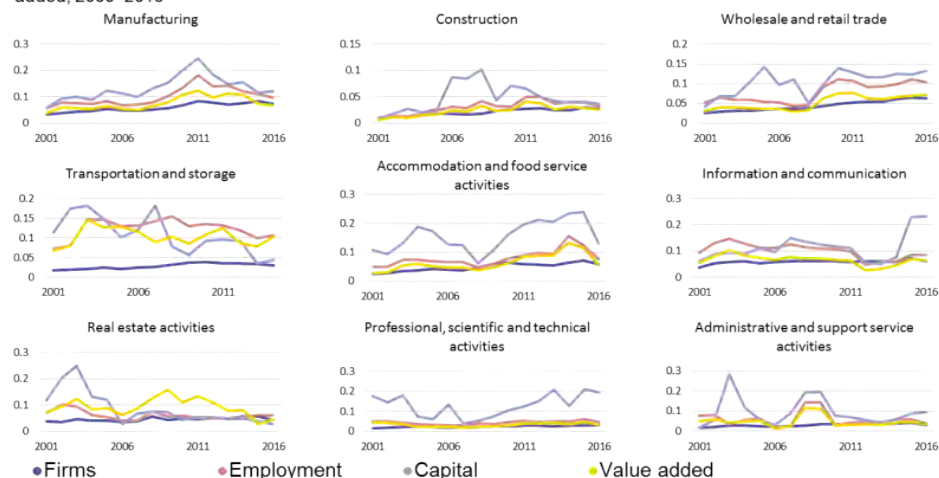 added, 2000-2016
Manufacturing
0.3
0.2
0.1
0
2001 2006 2011 2016
Construction
0.15
0.1
0.05
0
2001 2006 2011 2016
Wholesale and retail trade
0.2
0.15
0.1
0.05
0
2001 2006 2011 2016
Transportation and storage
0.2
0.15
0.1
0.05
0
2001 2006 2011
Accommodation and food service
activities
0.3
0.2
0.1
0
2001 2006 2011 2016
Information and communication
0.3
0.2
0.1
0
2001 2006 2011 2016
Real estate activities
0.3
0.2
0.1
0
2001 2006 2011 2016
Professional, scientific and technical
activities
0.3
0.2
0.1
0
2001 2006 2011 2016
Administrative and support service
activities
0.3
0.2
0.1
0
2001 2006 2011 2016
Firms Employment Capital Value added